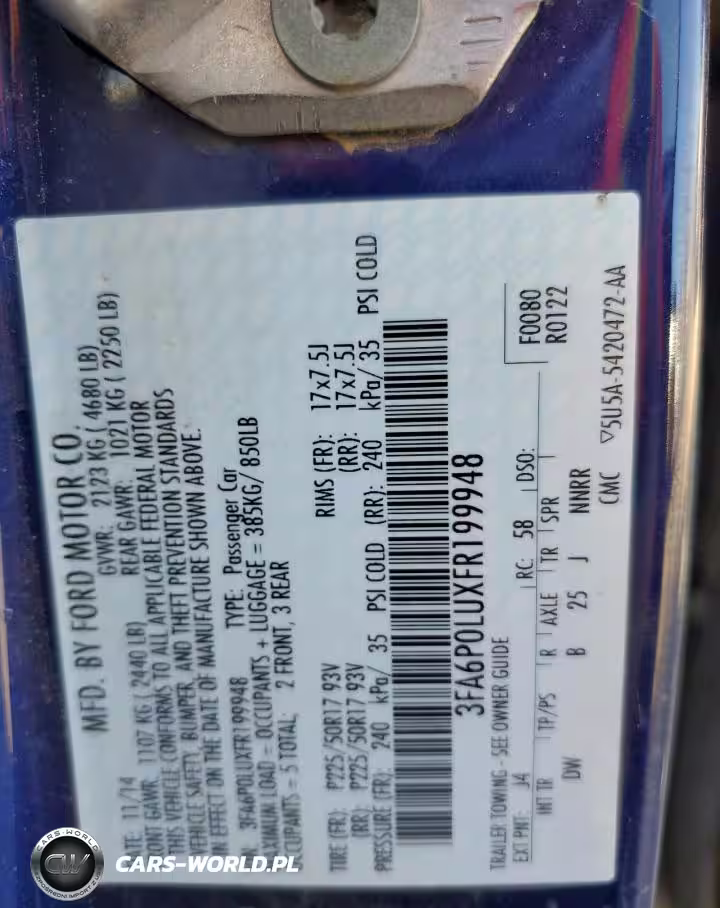 MFD. BY FORD MOTOR CO.
DATE: 11/14 GVWR: 2123 KG ( 4680 LB)
FRONT GAWR: 1107 KG ( 2440 LB) REAR GAWR: 1021 KG ( 2250 LB)
THIS VEHICLE CONFORMS TO ALL APPLICABLE FEDERAL MOTOR
VEHICLE SAFETY, BUMPER, AND THEFT PREVENTION STANDARDS
IN EFFECT ON THE DATE OF MANUFACTURE SHOWN ABOVE.
3FA6P0LUXFR199948 TYPE: Passenger Car
MAXIMUM LOAD = OCCUPANTS + LUGGAGE = 385KG/ 850LB
OCCUPANTS = 5 TOTAL, 2 FRONT, 3 REAR
TIRE (FR): P225/50R17 93V RIMS (FR): 17x7.5J
(RR): P225/50R17 93V (RR): 17x7.5J
PRESSURE (FR): 240 kPa/ 35 PSI COLD (RR): 240 kPa/ 35 PSI COLD
3FA6P0LUXFR199948
TRAILER TOWING - SEE OWNER GUIDE
F0080
R0122
EXT PNT: J4 RC: 58 DSO:
INT TR TP/PS R AXLE TR SPR
DW B 25 J NNRR
CMC ▽5U5A-5420472-AA
CARS-WORLD
CW
CARS-WORLD.PL